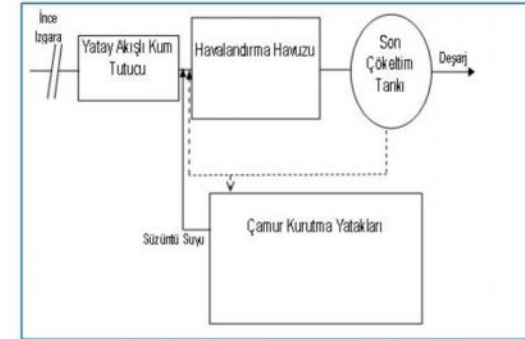 İnce
Izgara
Yatay Akışlı Kum
Tutucu
Havalandırma Havuzu
Son
Çökeltim
Tankı
Deşarj
Süzüntü Suyu
Çamur Kurutma Yatakları